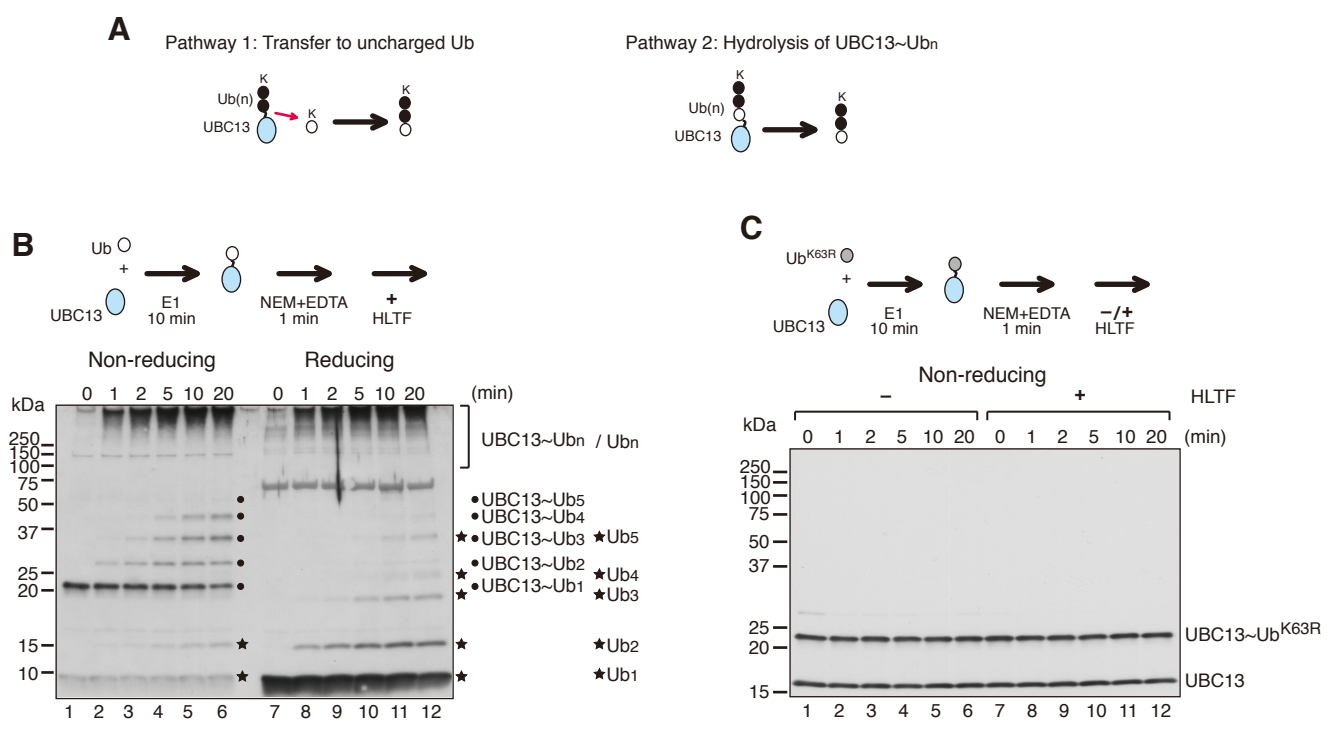 A
Pathway 1: Transfer to uncharged Ub
Pathway 2: Hydrolysis of UBC13~Ubn
K
Ub(n)
K
K
UBC13
K
Ub(n)
K
UBC13
B
Ub
+
UBC13
E1
10 min
NEM+EDTA
1 min
+
HLTF
Non-reducing
Reducing
0 1 2 5 10 20 0 1 2 5 10 20 (min)
kDa
250
150
100
75
50
37
25
20
15
10
UBC13~Ubn / Ubn
●UBC13~Ub5
●UBC13~Ub4
★●UBC13~Ub3 ★Ub5
●UBC13~Ub2
★ ★Ub4
●UBC13~Ub1
★ ★Ub3
★ ★ ★Ub2
★ ★ ★Ub1
1 2 3 4 5 6 7 8 9 10 11 12
C
UbK63R
+
UBC13
E1
10 min
NEM+EDTA
1 min
−/+
HLTF
Non-reducing
− + HLTF
kDa
0 1 2 5 10 20 0 1 2 5 10 20 (min)
250
150
100
75
50
37
25
20
15
UBC13~UbK63R
UBC13
1 2 3 4 5 6 7 8 9 10 11 12